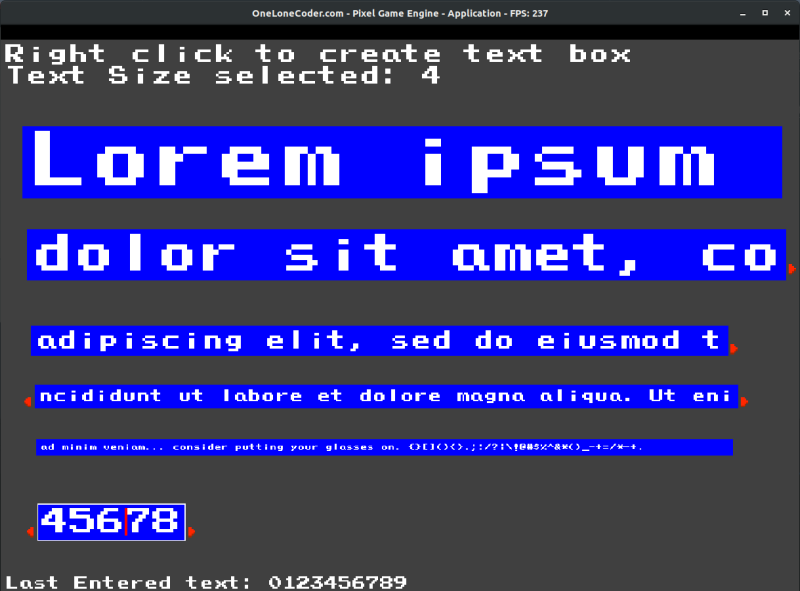 OneLoneCoder.com - Pixel Game Engine - Application - FPS: 237
Right click to create text box
Text Size selected: 4
Lorem ipsum
dolor sit amet, co
adipiscing elit, sed do eiusmod t
ncididunt ut labore et dolore magna aliqua. Ut eni
ad minim veniam... consider putting your glasses on.
45678
Last Entered text: 0123456789